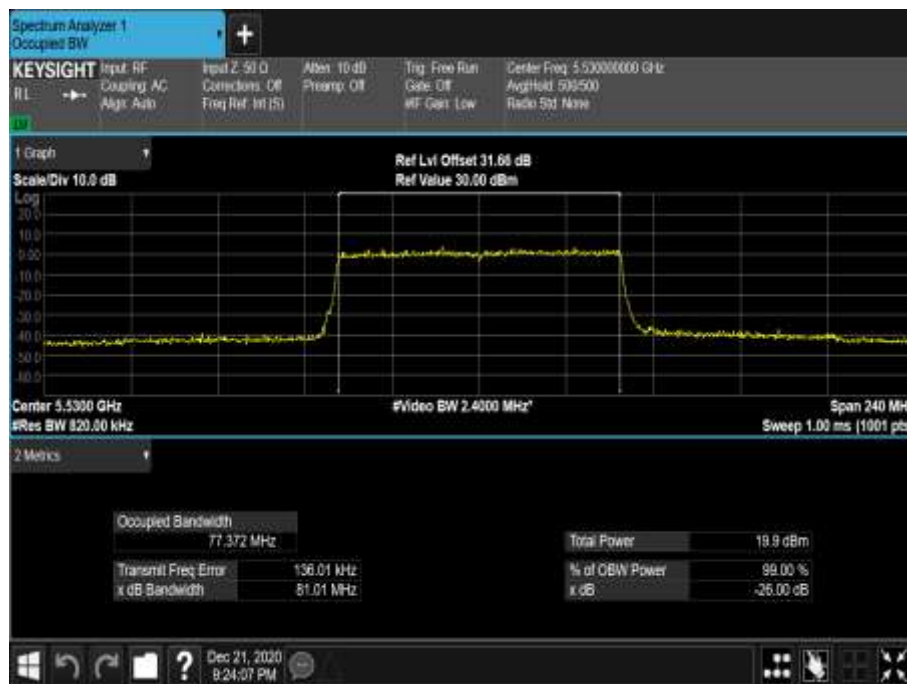 Spectrum Analyzer 1
Occupied BW
+
KEYSIGHT Input: RF Input Z: 50 Ω Atten: 10 dB Trig: Free Run Center Freq: 5.530000000 GHz
RL Coupling: AC Corrections: Off Preamp: Off Gate: Off Avg|Hold: 500/500
Align: Auto Freq Ref: Int (S) #IF Gain: Low Radio Std: None
1 Graph
Ref Lvl Offset 31.66 dB
Scale/Div 10.0 dB Ref Value 30.00 dBm
Log
20.0
10.0
0.00
-10.0
-20.0
-30.0
-40.0
-50.0
-60.0
Center 5.5300 GHz #Video BW 2.4000 MHz* Span 240 MH
#Res BW 820.00 kHz Sweep 1.00 ms (1001 pts
2 Metrics
Occupied Bandwidth
77.372 MHz Total Power 19.9 dBm
Transmit Freq Error 136.01 kHz % of OBW Power 99.00 %
x dB Bandwidth 81.01 MHz x dB -26.00 dB
? Dec 21, 2020
9:24:07 PM